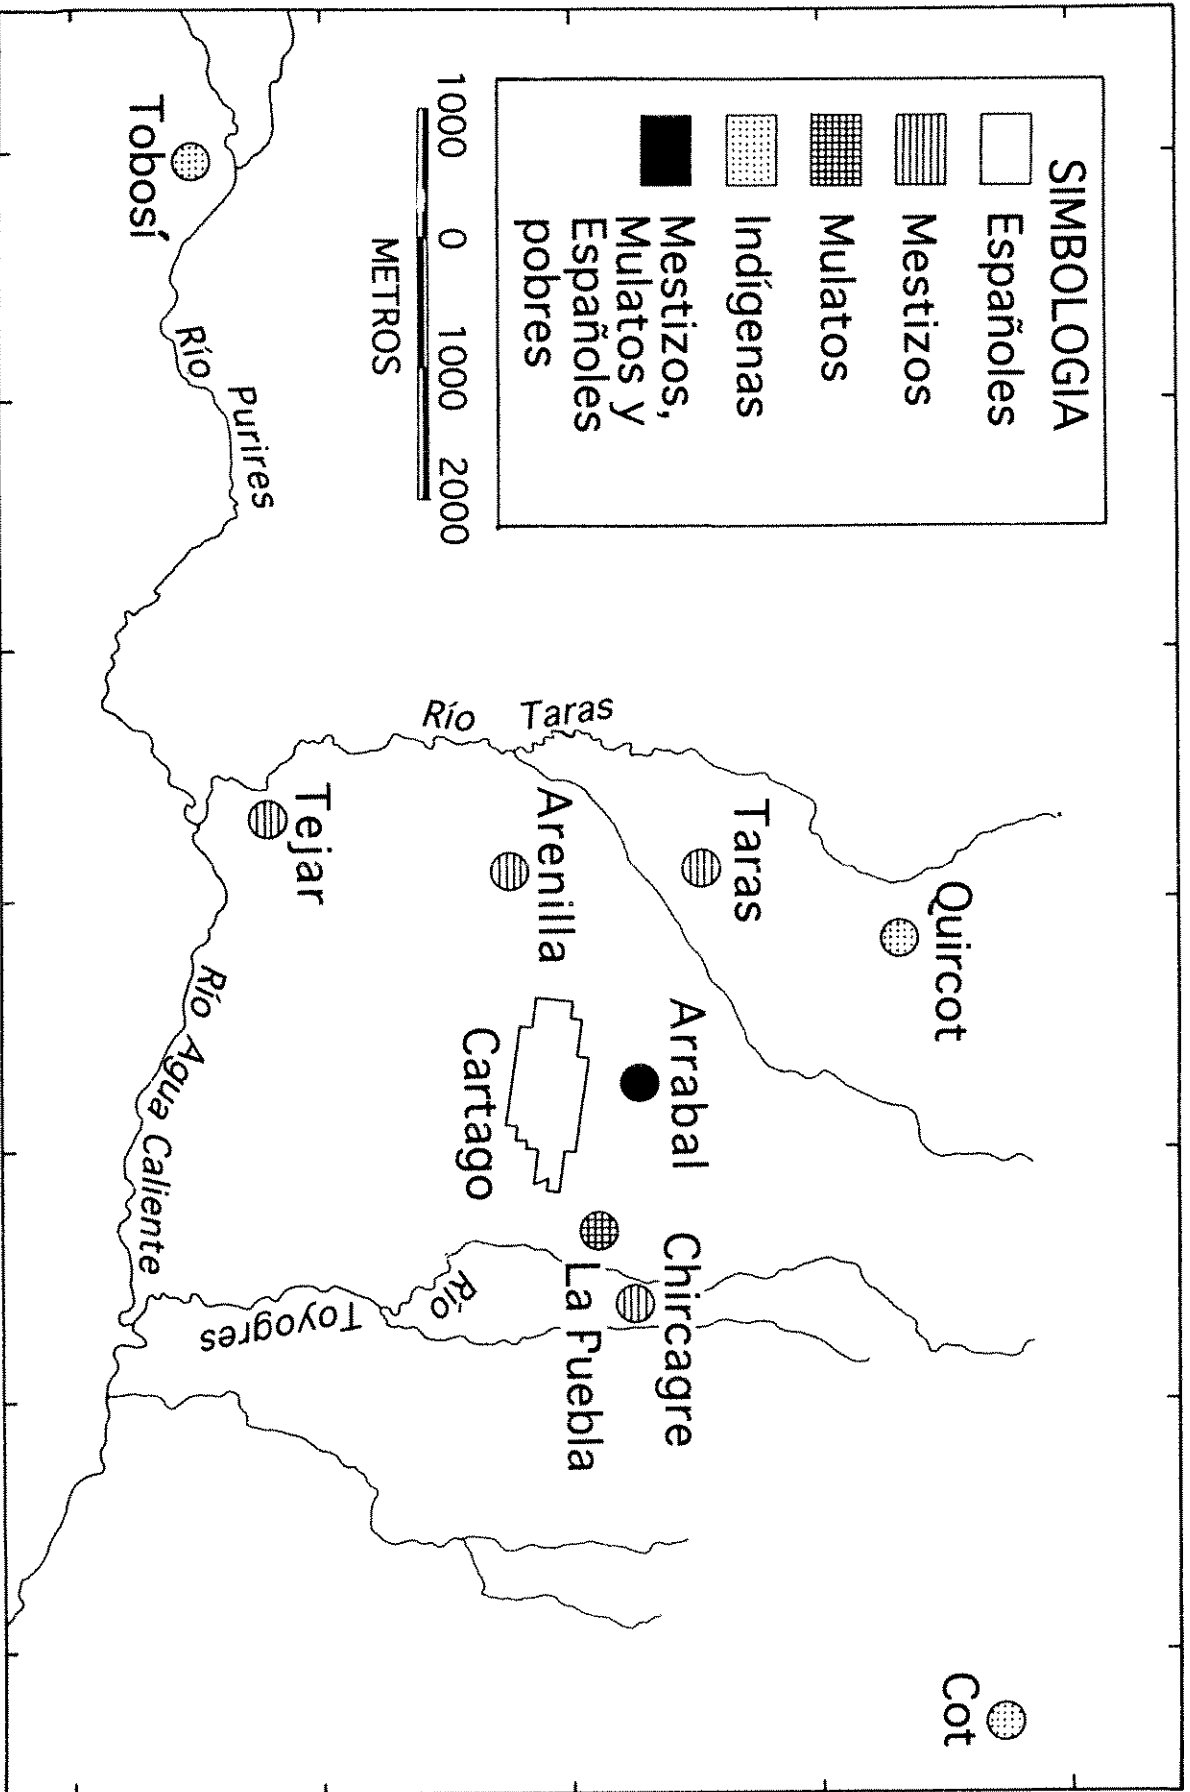 SIMBOLOGIA
Españoles
Mestizos
Mulatos
Indígenas
Mestizos,
Mulatos y
Españoles
pobres
1000 0 1000 2000
METROS
Cot
Quircot
Taras
Río Taras
Arrabal
Chircagre
La Puebla
Arenilla
Cartago
Río Toyogres
Tejar
Río Purires
Río Agua Caliente
Tobosí